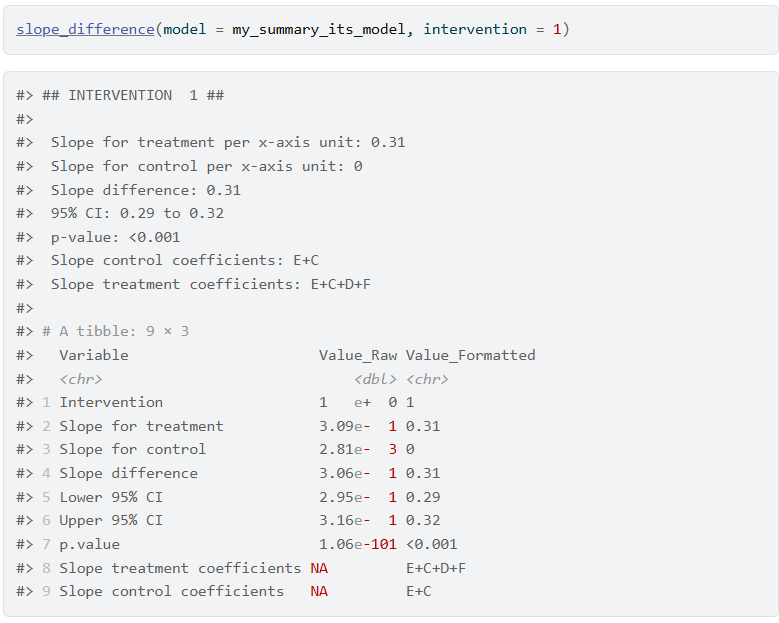 slope_difference(model = my_summary_its_model, intervention = 1)
#> ## INTERVENTION  1 ##
#>
#>  Slope for treatment per x-axis unit: 0.31
#>  Slope for control per x-axis unit: 0
#>  Slope difference: 0.31
#>  95% CI: 0.29 to 0.32
#>  p-value: <0.001
#>  Slope control coefficients: E+C
#>  Slope treatment coefficients: E+C+D+F
#>
#> # A tibble: 9 × 3
#>   Variable                      Value_Raw Value_Formatted
#>   <chr>                             <dbl> <chr>
#> 1 Intervention                  1   e+  0 1
#> 2 Slope for treatment           3.09e-  1 0.31
#> 3 Slope for control             2.81e-  3 0
#> 4 Slope difference              3.06e-  1 0.31
#> 5 Lower 95% CI                  2.95e-  1 0.29
#> 6 Upper 95% CI                  3.16e-  1 0.32
#> 7 p.value                       1.06e-101 <0.001
#> 8 Slope treatment coefficients NA         E+C+D+F
#> 9 Slope control coefficients   NA         E+C